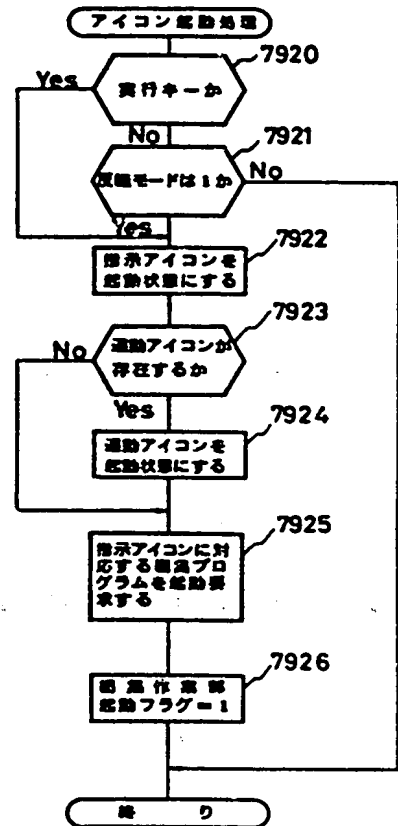 アイコン起動処理
7920
Yes
実行キーか
No
7921
モードは1か
No
Yes
7922
指示アイコンを
起動状態にする
7923
連動アイコンが
No
存在するか
Yes
7924
連動アイコンを
起動状態にする
7925
指示アイコンに対
応する編集プロ
グラムを起動要
求する
7926
編集作業部
起動フラグ=1
終り